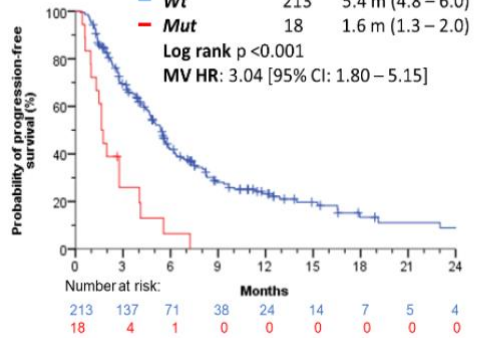 Wt 213 5.4 m (4.8 – 6.0)
Mut 18 1.6 m (1.3 – 2.0)
Log rank p <0.001
MV HR: 3.04 [95% CI: 1.80 – 5.15]
Probability of progression-free
survival (%)
100
80
60
40
20
0
0 3 6 9 12 15 18 21 24
Number at risk:
Months
213 137 71 38 24 14 7 5 4
18 4 1 0 0 0 0 0 0